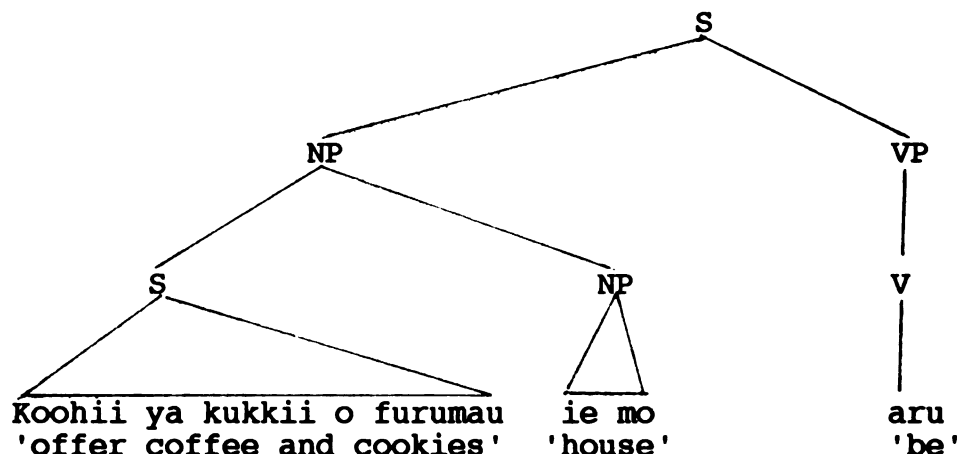 S
NP VP
S NP V
Koohii ya kukkii o furumau ie mo aru
'offer coffee and cookies' 'house' 'be'